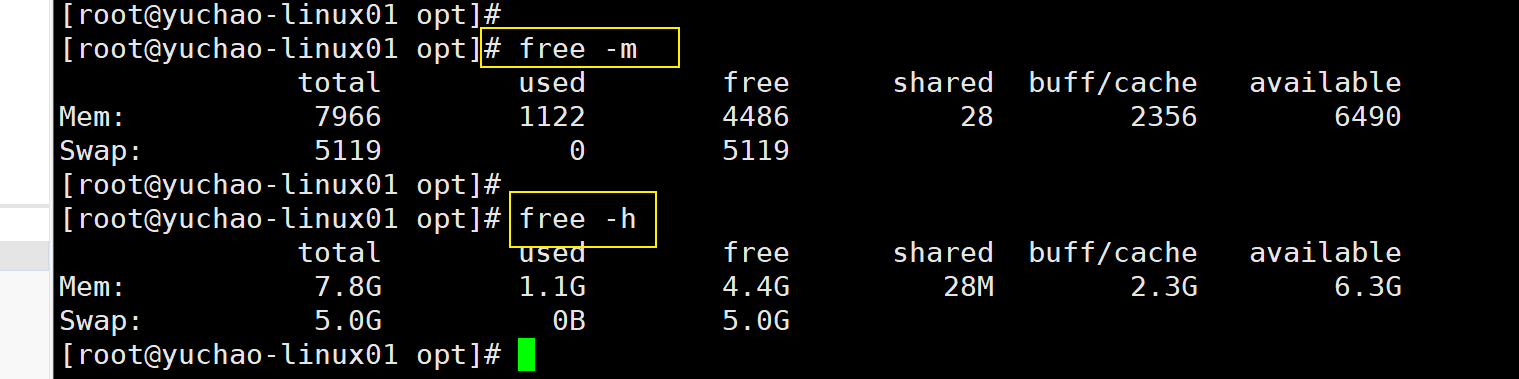 [root@yuchao-linux01 opt]#
[root@yuchao-linux01 opt]# free -m
              total        used        free      shared  buff/cache   available
Mem:           7966        1122        4486          28        2356        6490
Swap:          5119           0        5119
[root@yuchao-linux01 opt]#
[root@yuchao-linux01 opt]# free -h
              total        used        free      shared  buff/cache   available
Mem:           7.8G        1.1G        4.4G         28M        2.3G        6.3G
Swap:          5.0G          0B        5.0G
[root@yuchao-linux01 opt]#